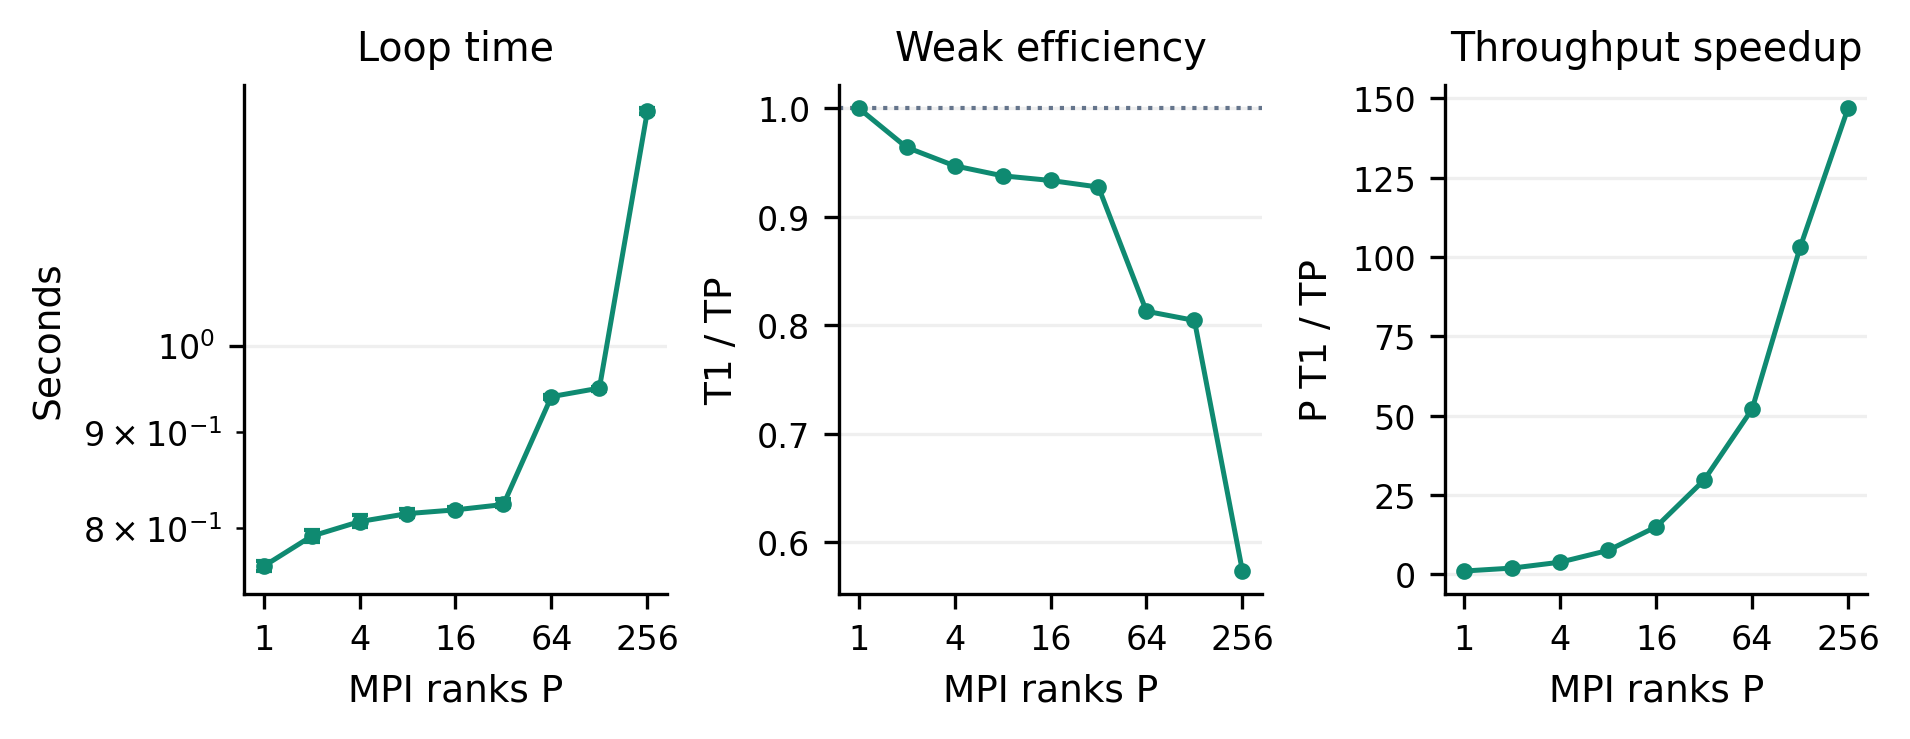 Loop time
Seconds
10⁰
9 × 10⁻¹
8 × 10⁻¹
1 4 16 64 256
MPI ranks P
Weak efficiency
T1 / TP
1.0
0.9
0.8
0.7
0.6
1 4 16 64 256
MPI ranks P
Throughput speedup
P T1 / TP
150
125
100
75
50
25
0
1 4 16 64 256
MPI ranks P